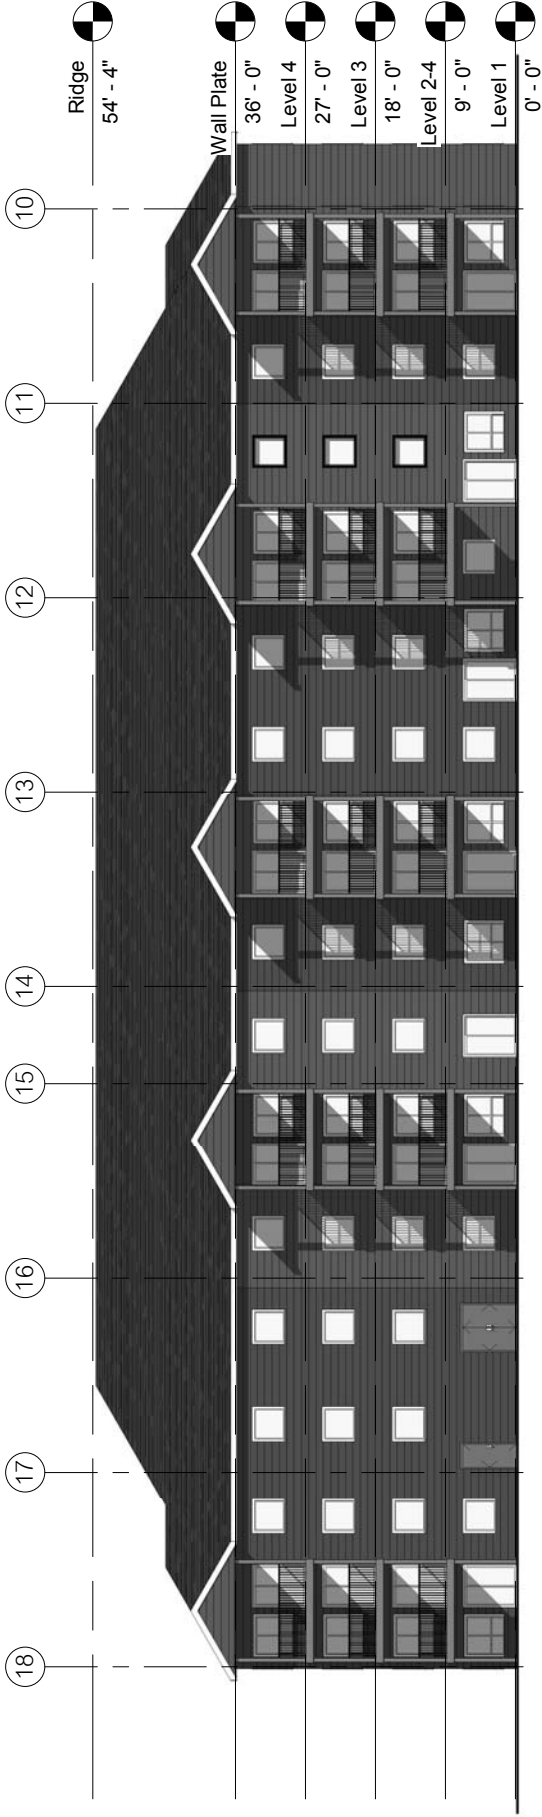 18
17
16
15
14
13
12
11
10
Ridge
54' - 4"
Wall Plate
36' - 0"
Level 4
27' - 0"
Level 3
18' - 0"
Level 2-4
9' - 0"
Level 1
0' - 0"